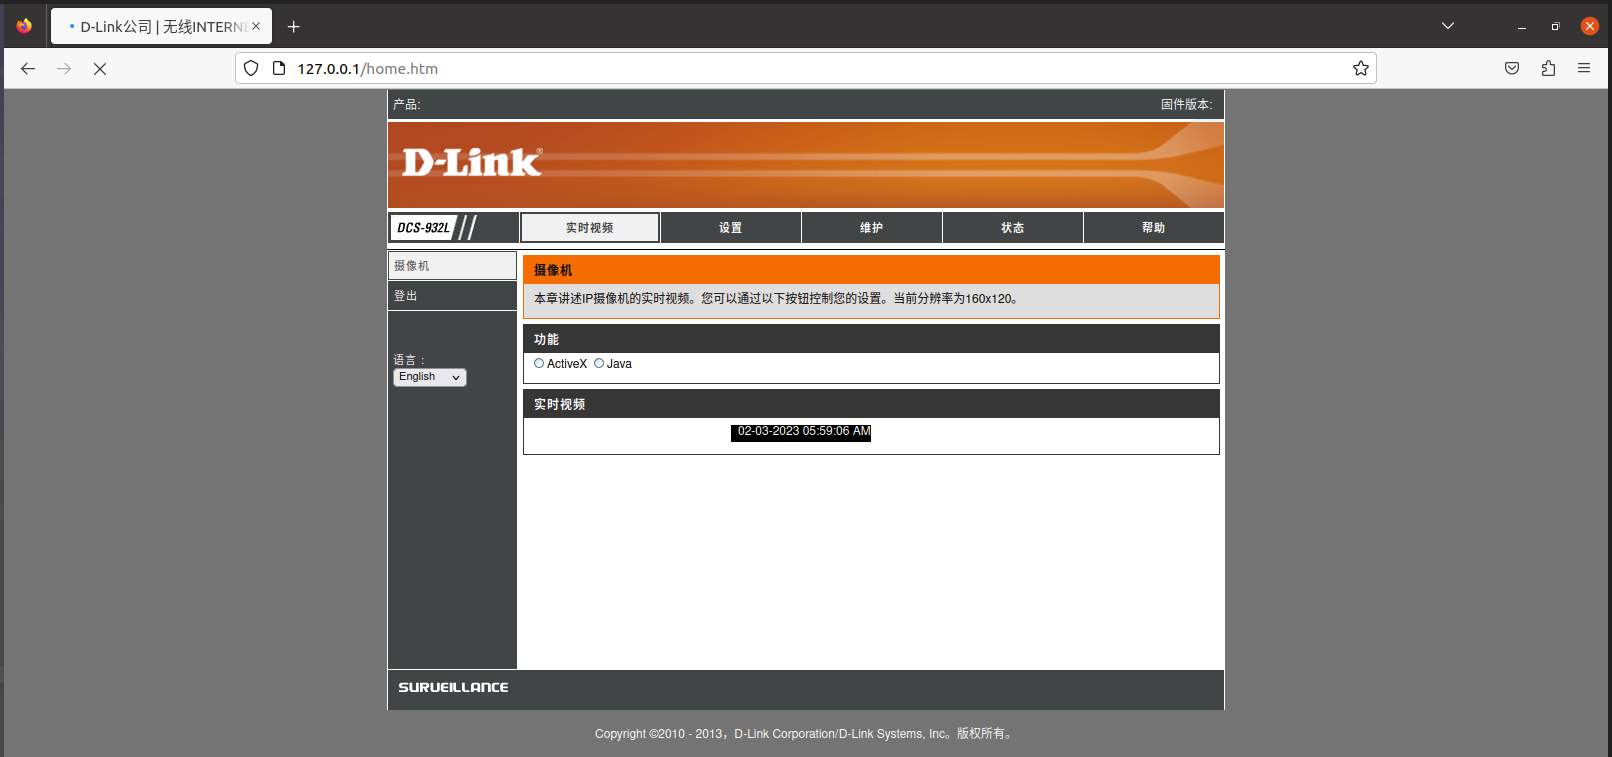 D-Link公司 | 无线INTERNE
127.0.0.1/home.htm
产品: 固件版本:
D-Link®
DCS-932L 实时视频 设置 维护 状态 帮助
摄像机
登出
语言 :
English
摄像机
本章讲述IP摄像机的实时视频。您可以通过以下按钮控制您的设置。当前分辨率为160x120。
功能
ActiveX Java
实时视频
02-03-2023 05:59:06 AM
SURVEILLANCE
Copyright ©2010 - 2013，D-Link Corporation/D-Link Systems, Inc。版权所有。